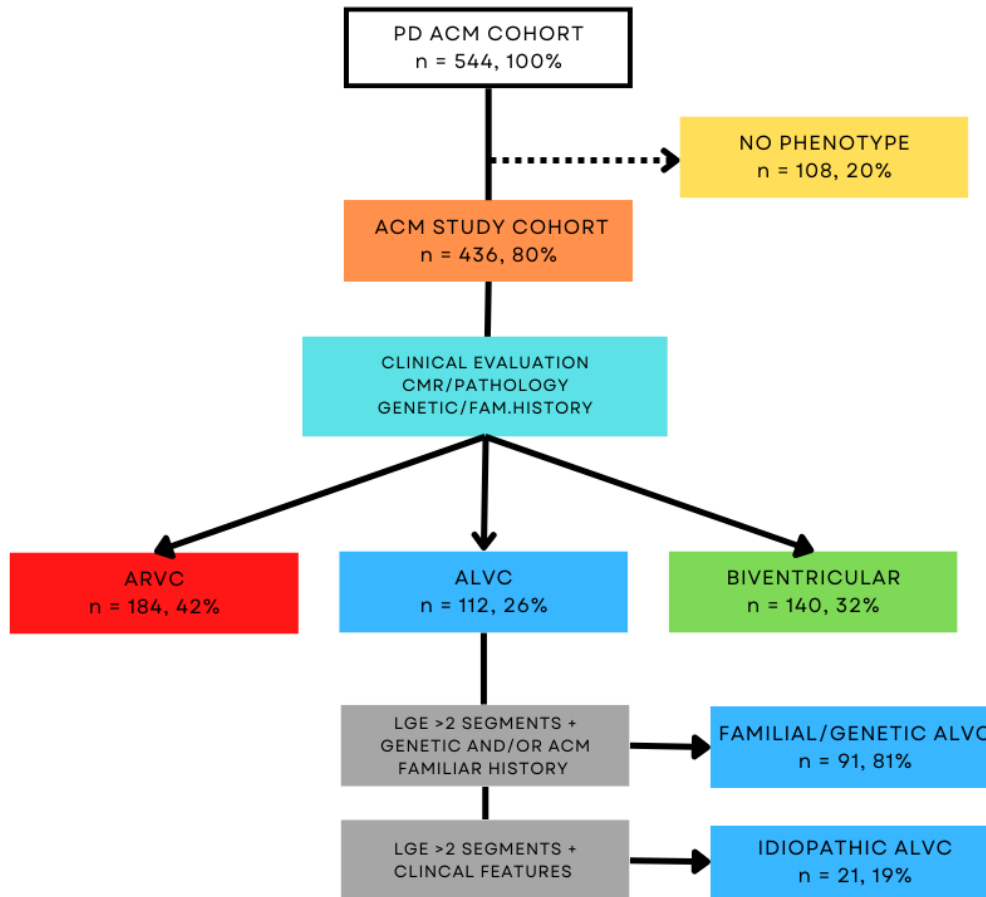 PD ACM COHORT
n = 544, 100%
NO PHENOTYPE
n = 108, 20%
ACM STUDY COHORT
n = 436, 80%
CLINICAL EVALUATION
CMR/PATHOLOGY
GENETIC/FAM.HISTORY
ARVC
n = 184, 42%
ALVC
n = 112, 26%
BIVENTRICULAR
n = 140, 32%
LGE >2 SEGMENTS +
GENETIC AND/OR ACM
FAMILIAR HISTORY
FAMILIAL/GENETIC ALVC
n = 91, 81%
LGE >2 SEGMENTS +
CLINCAL FEATURES
IDIOPATHIC ALVC
n = 21, 19%